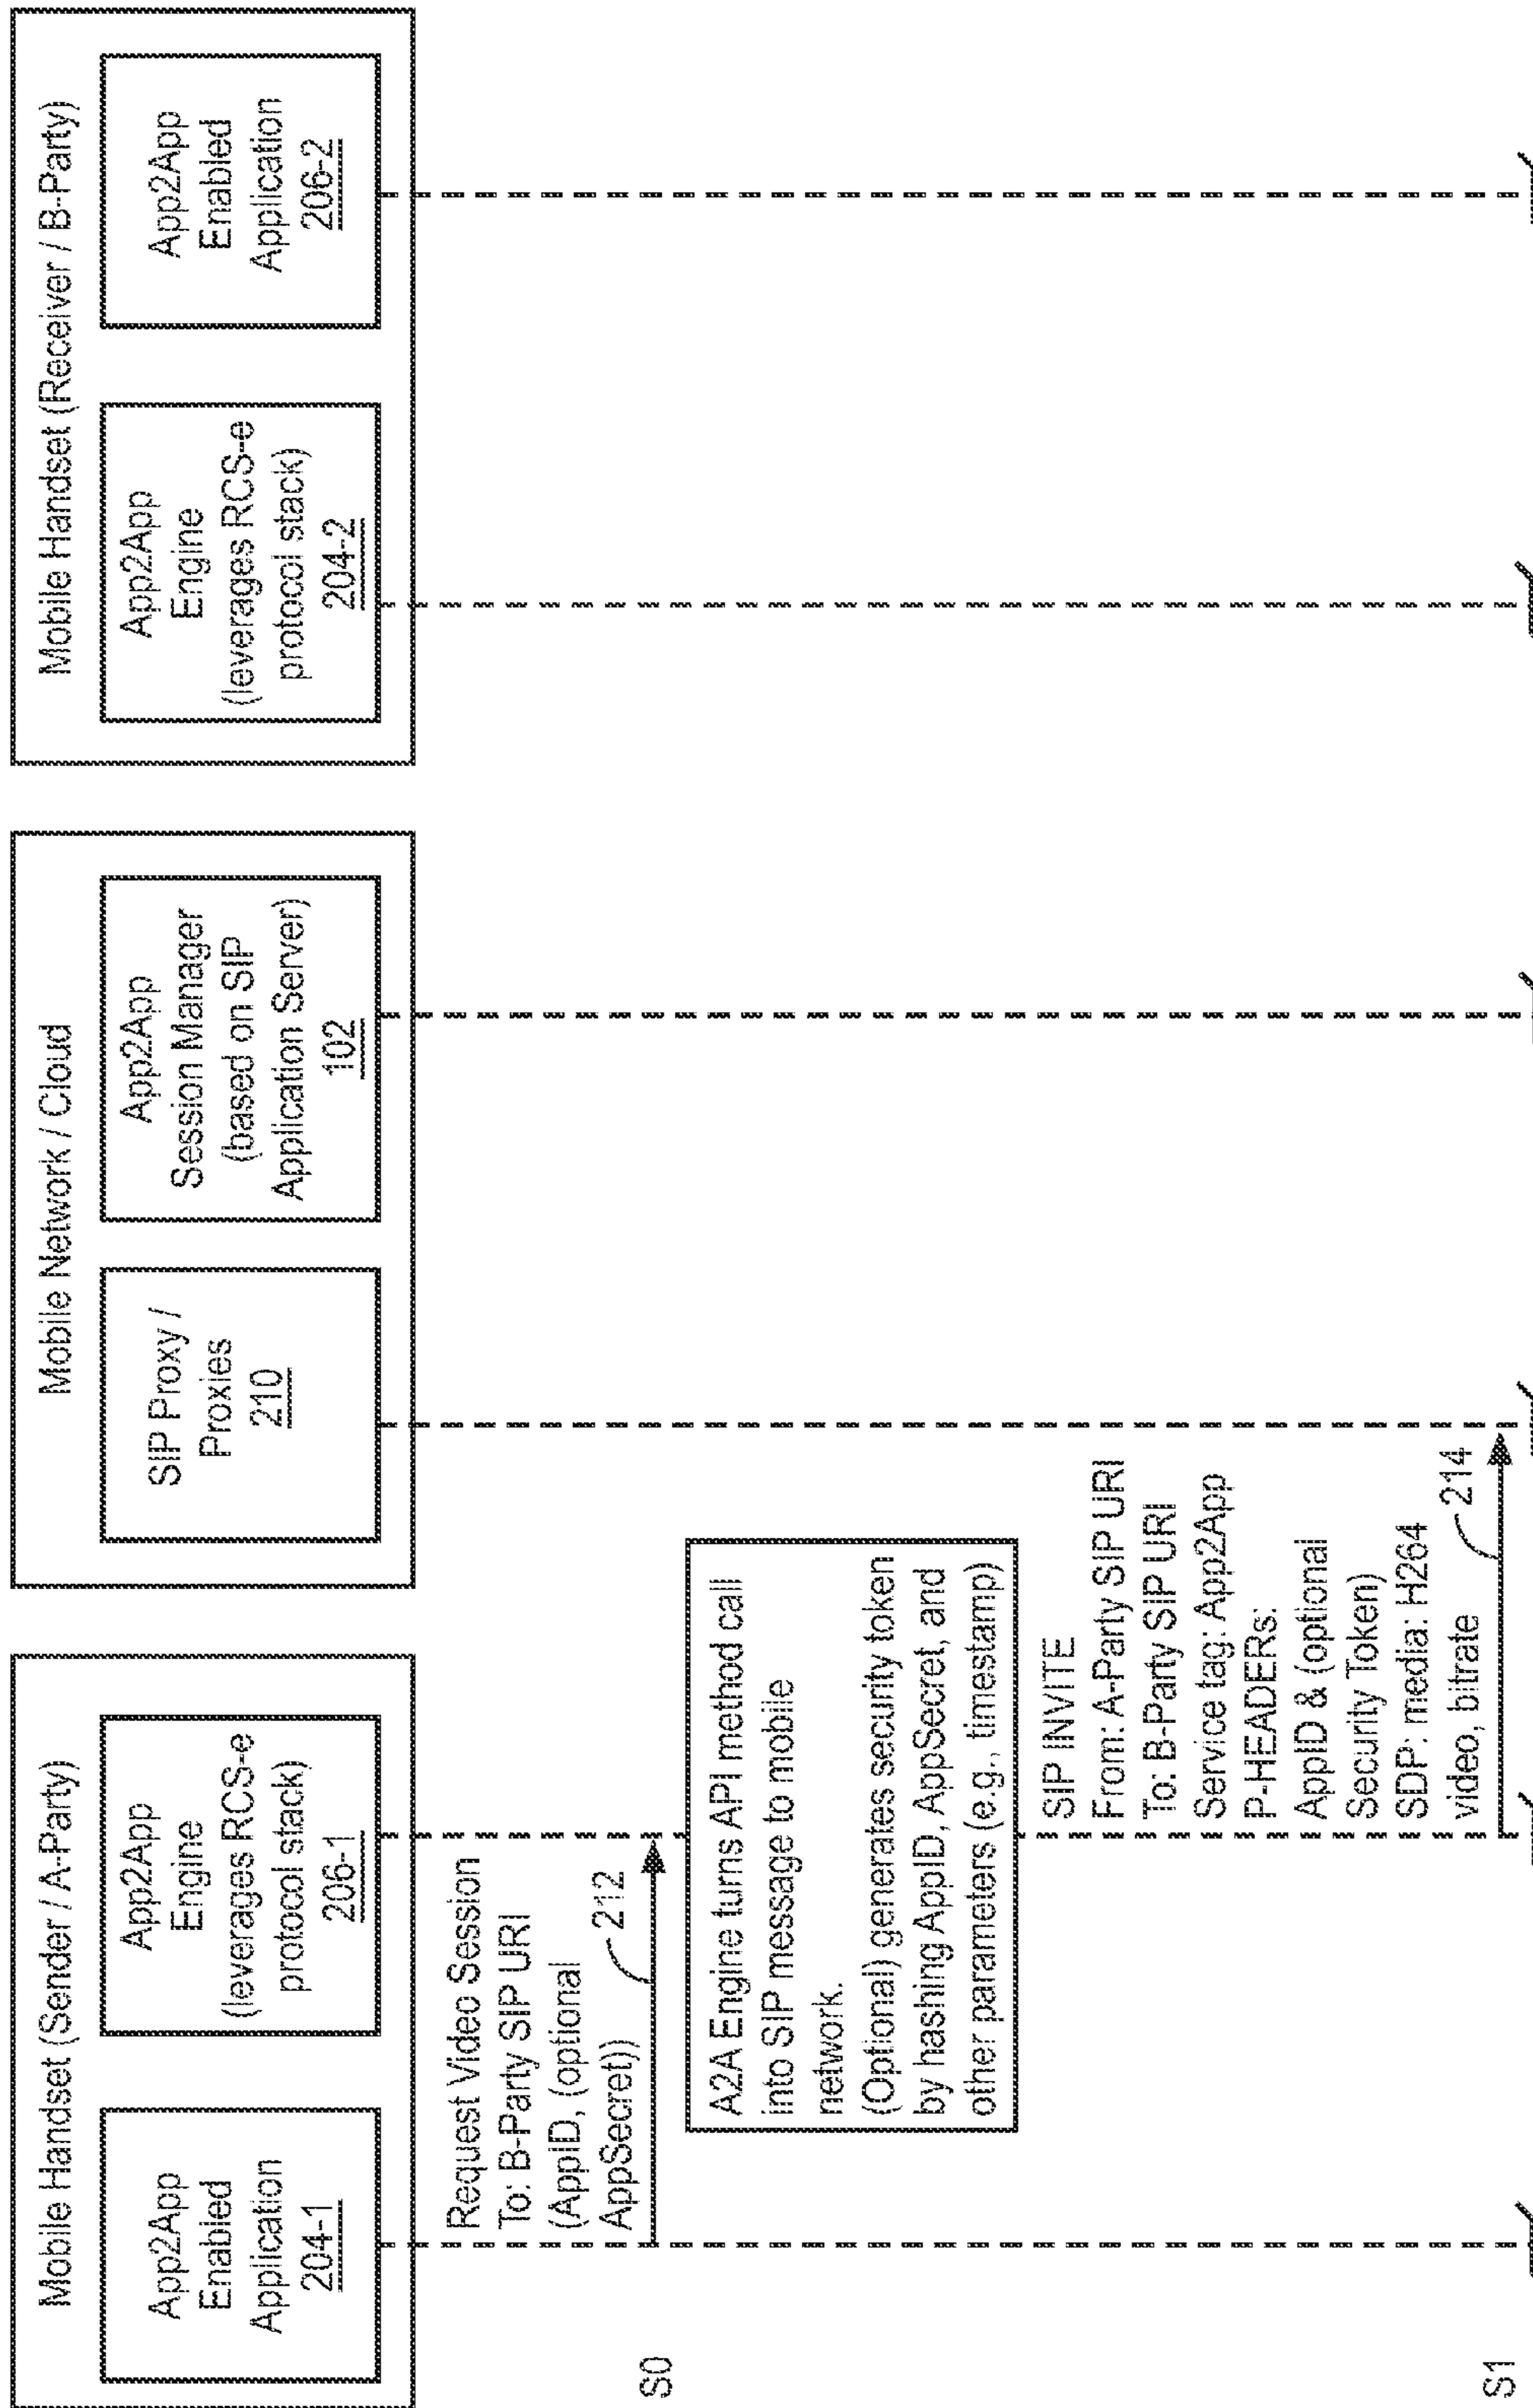 Mobile Handset (Sender / A-Party)
App2App
Enabled
Application
204-1
App2App
Engine
(leverages RCS-e
protocol stack)
206-1
Mobile Network / Cloud
SIP Proxy /
Proxies
210
App2App
Session Manager
(based on SIP
Application Server)
102
Mobile Handset (Receiver / B-Party)
App2App
Engine
(leverages RCS-e
protocol stack)
204-2
App2App
Enabled
Application
206-2
Request Video Session
To: B-Party SIP URI
(AppID, (optional
AppSecret))
212
S0
A2A Engine turns API method call
into SIP message to mobile
network.
(Optional) generates security token
by hashing AppID, AppSecret, and
other parameters (e.g., timestamp)
SIP INVITE
From: A-Party SIP URI
To: B-Party SIP URI
Service tag: App2App
P-HEADERs:
AppID & (optional
Security Token)
SDP: media: H264
video, bitrate
214
S1